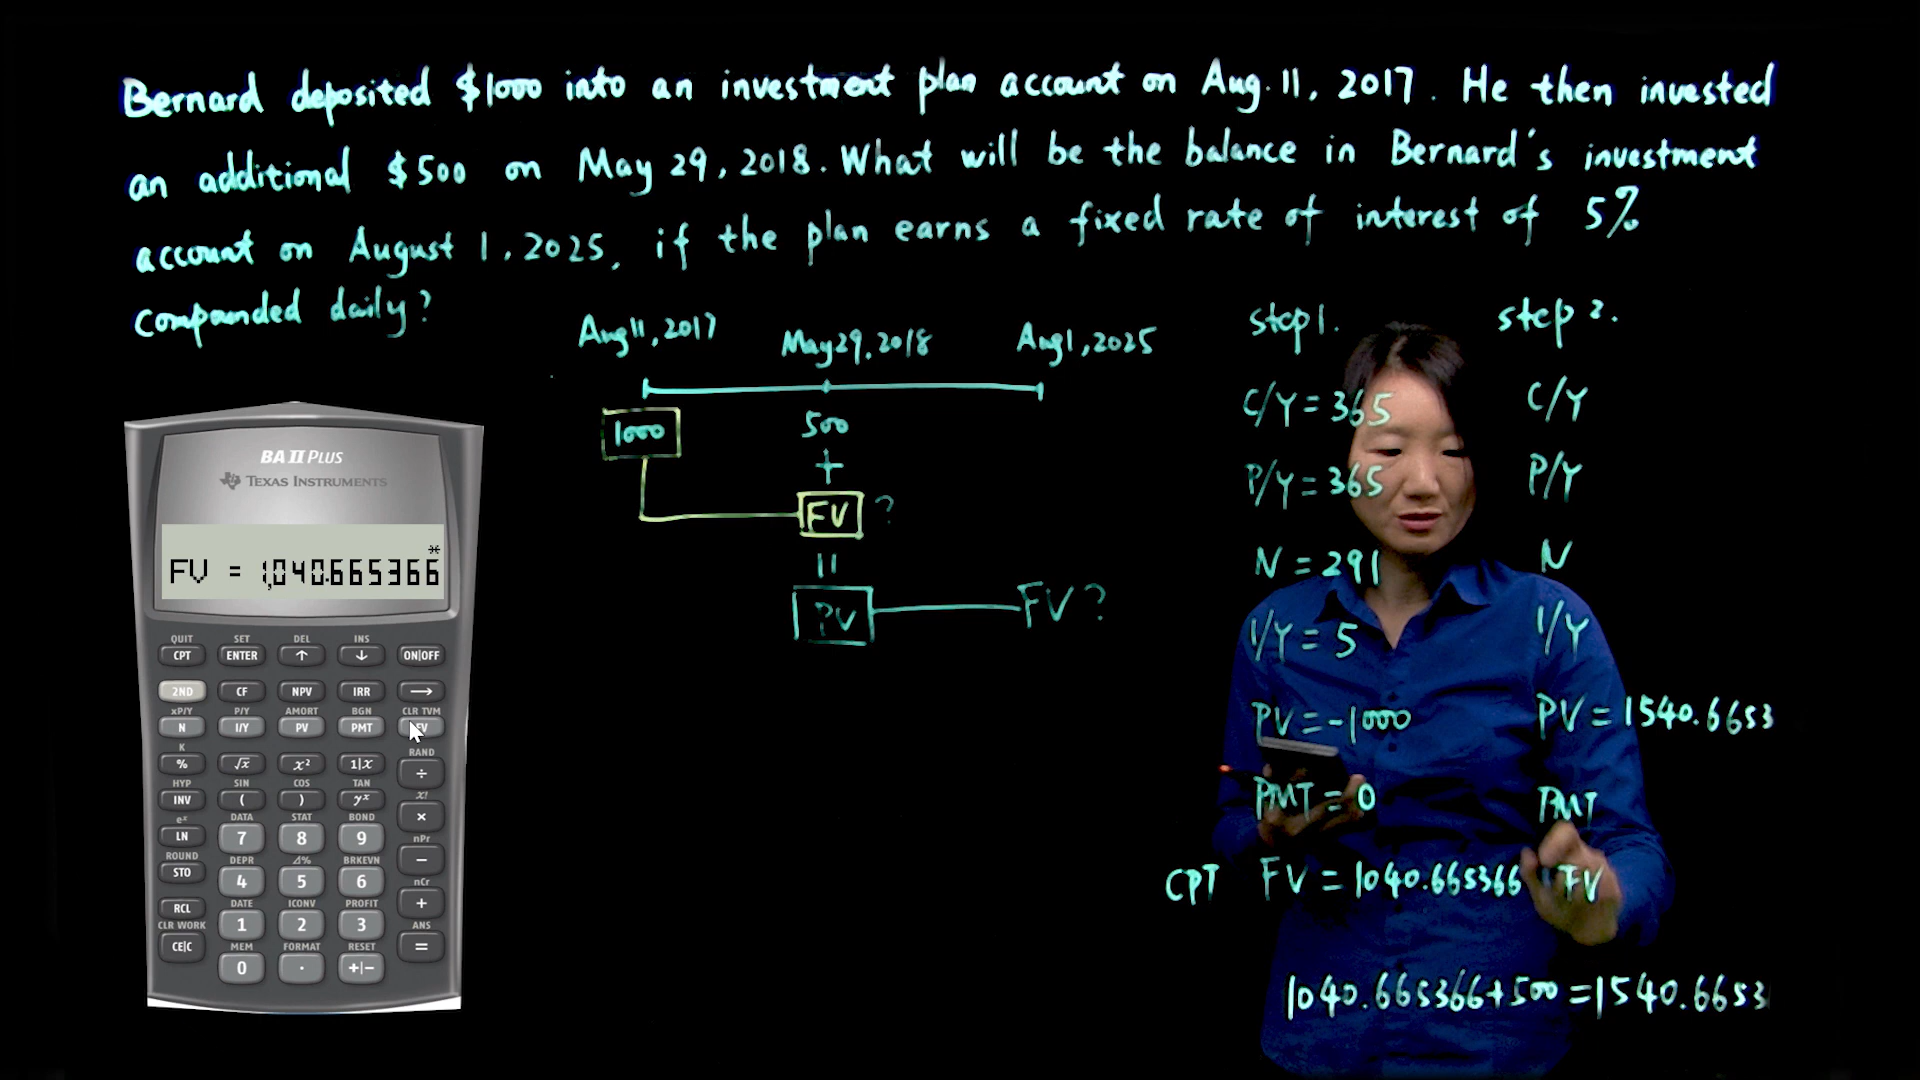 Bernard deposited $1000 into an investment plan account on Aug. 11, 2017. He then invested
an additional $500 on May 29, 2018. What will be the balance in Bernard's investment
account on August 1, 2025, if the plan earns a fixed rate of interest of 5%
compounded daily?
Aug 11, 2017 May 29, 2018 Aug 1, 2025
1000 500
+
FV ?
=
PV FV ?
step 1. step 2.
C/Y = 365 C/Y
P/Y = 365 P/Y
N = 291 N
I/Y = 5 I/Y
PV = -1000 PV = 1540.6653
PMT = 0 PMT
CPT FV = 1040.665366 FV
1040.665366 + 500 = 1540.6653
BA II PLUS
TEXAS INSTRUMENTS
*
FV = 1,040.665366
QUIT SET DEL INS
CPT ENTER ↑ ↓ ON|OFF
2ND CF NPV IRR →
xP/Y P/Y AMORT BGN CLR TVM
N I/Y PV PMT FV
K RAND
% √x x² 1|x ÷
HYP SIN COS TAN x!
INV ( ) yˣ ×
eˣ DATA STAT BOND nPr
LN 7 8 9 −
ROUND DEPR Δ% BRKEVN nCr
STO 4 5 6 +
DATE ICONV PROFIT ANS
RCL 1 2 3 =
CLR WORK MEM FORMAT RESET
CE|C 0 . +|−